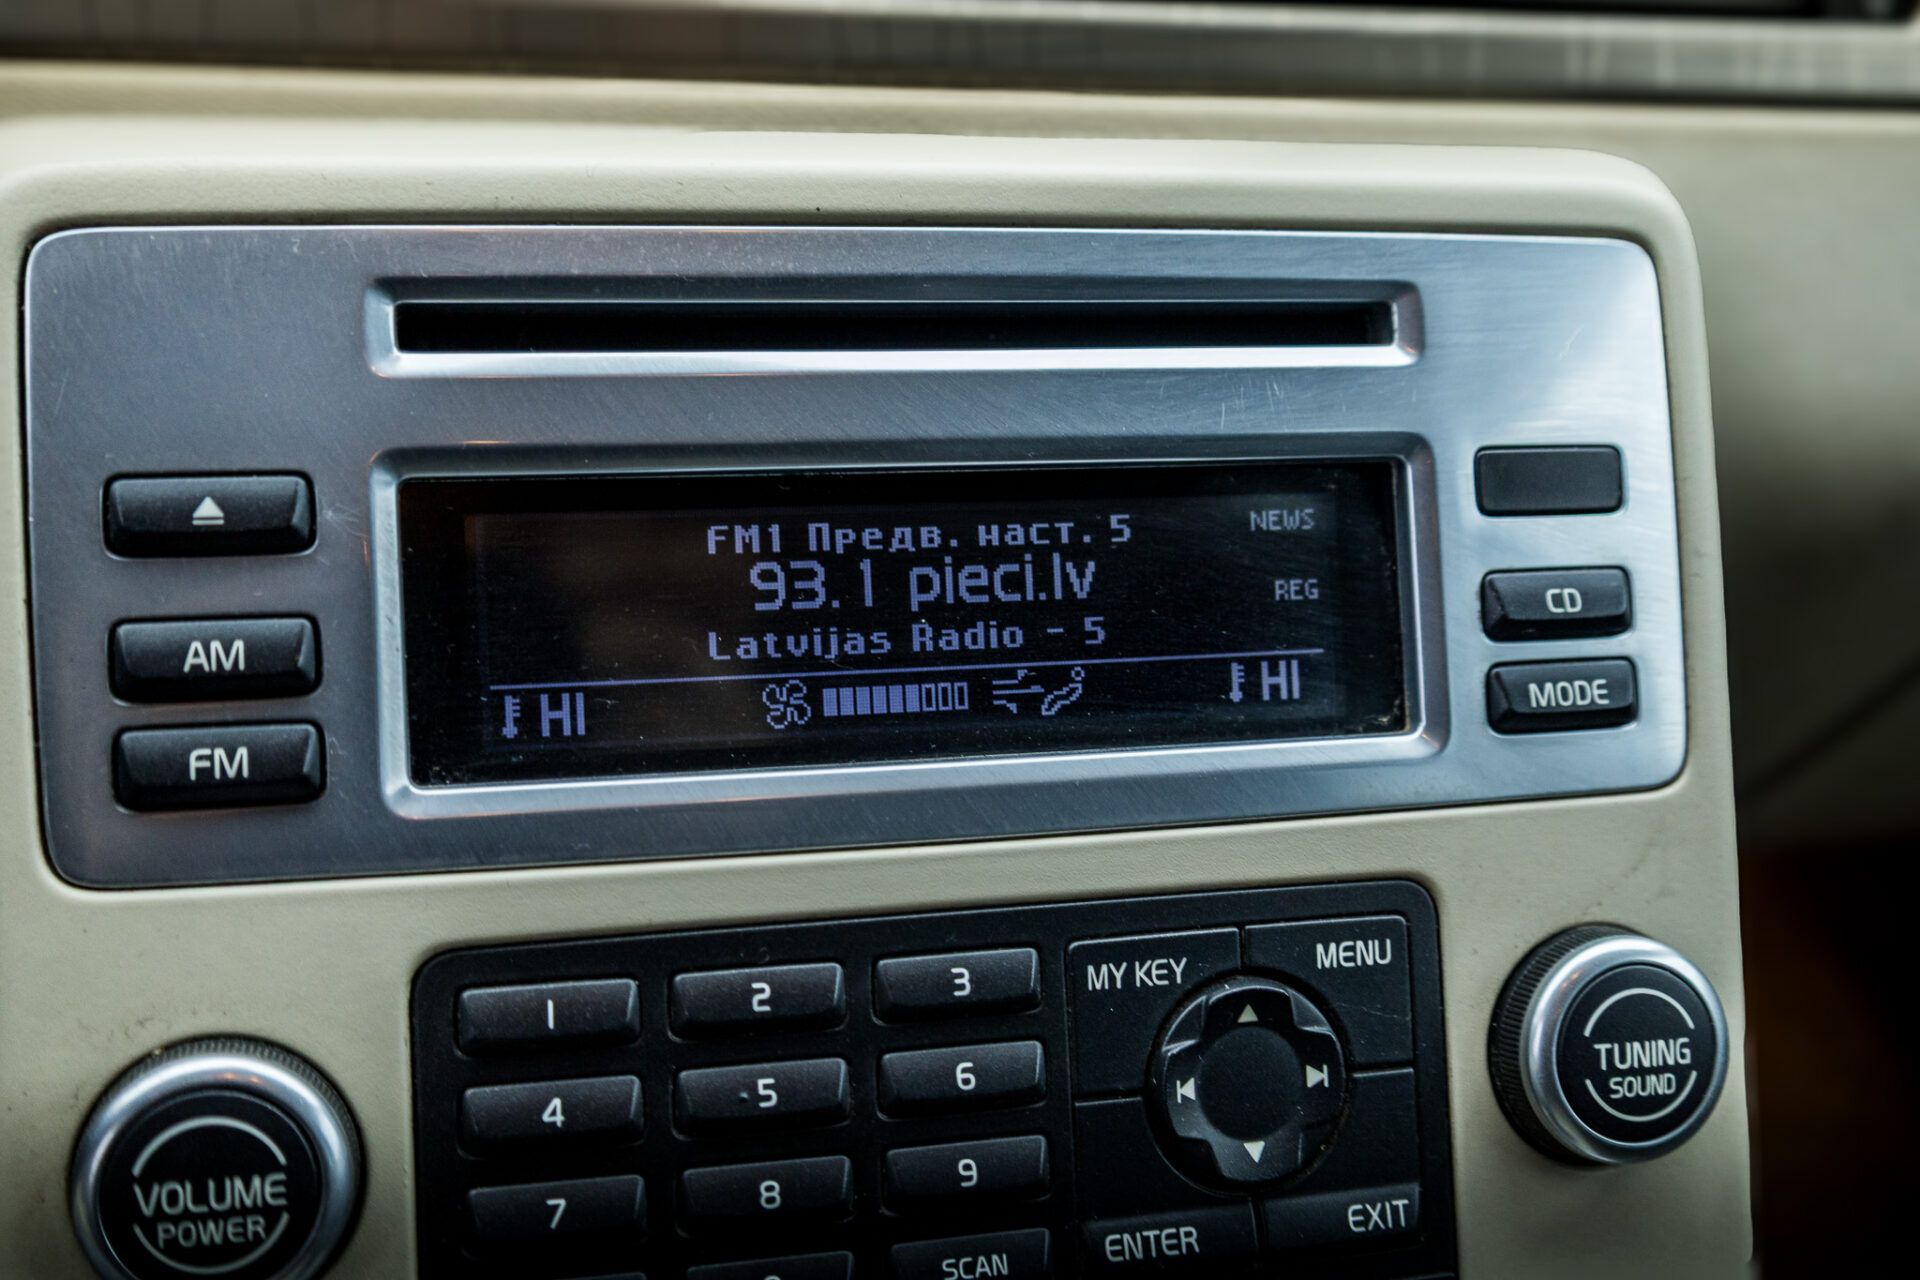 FM1 Предв. наст. 5
NEWS
93.1 pieci.lv
REG
Latvijas Radio - 5
HI
HI
AM
FM
CD
MODE
MY KEY
MENU
1 2 3
4 5 6
7 8 9
SCAN
ENTER
EXIT
VOLUME
POWER
TUNING
SOUND